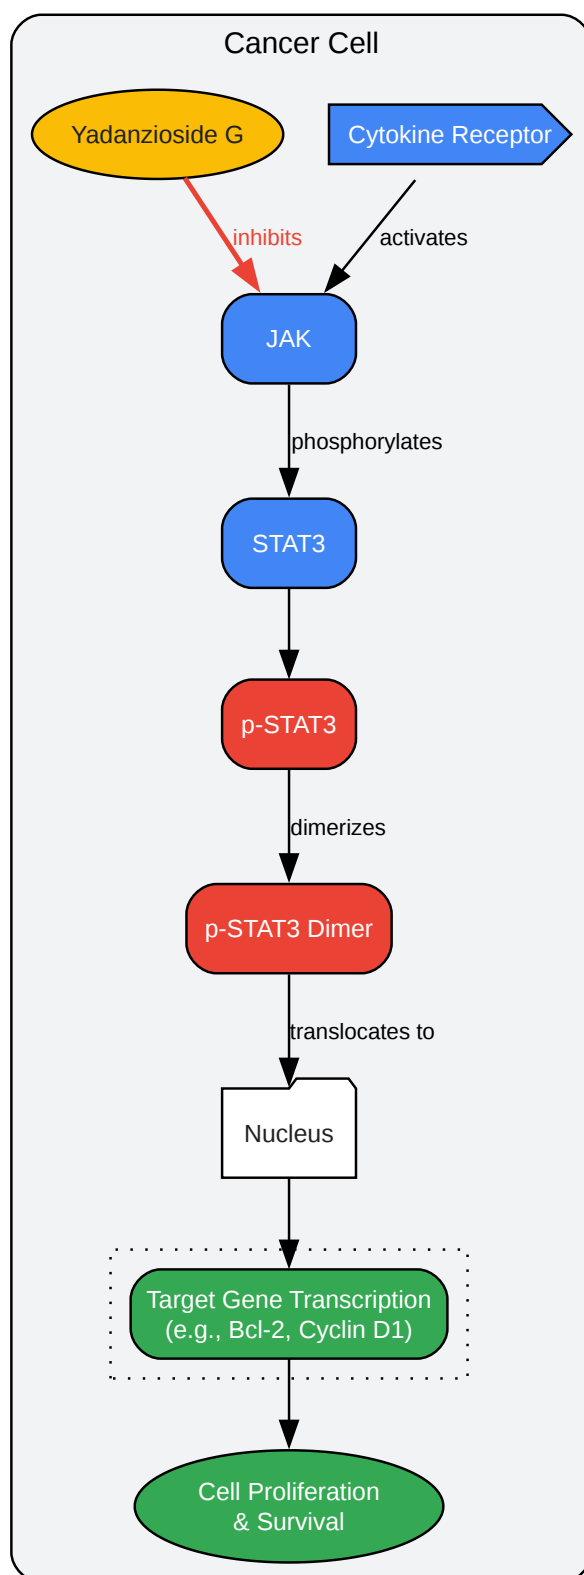 Cancer Cell
Yadanzioside G
Cytokine Receptor
inhibits
activates
JAK
phosphorylates
STAT3
p-STAT3
dimerizes
p-STAT3 Dimer
translocates to
Nucleus
Target Gene Transcription
(e.g., Bcl-2, Cyclin D1)
Cell Proliferation
& Survival